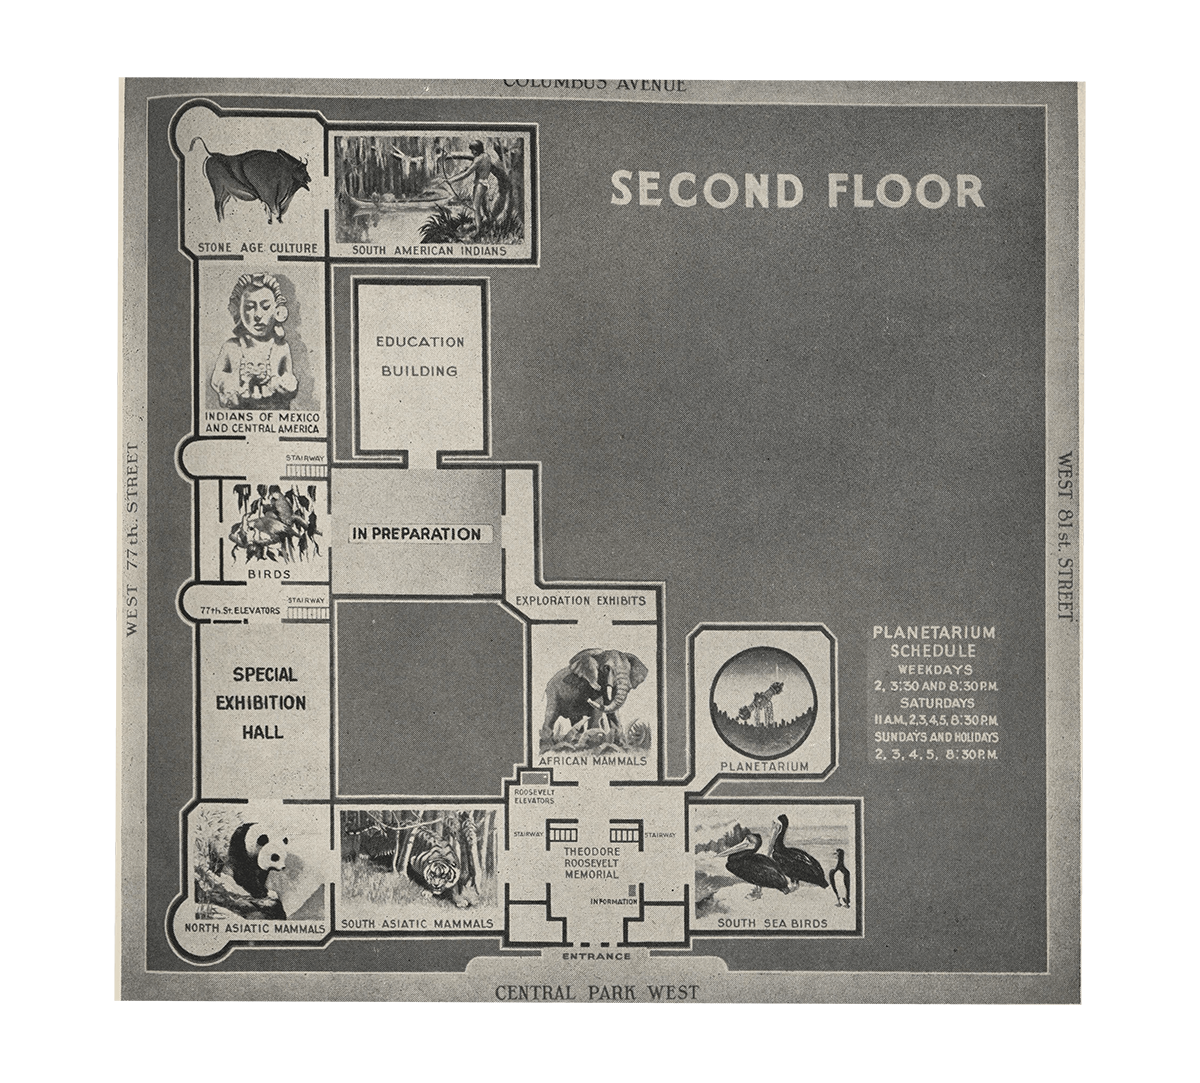 COLUMBUS AVENUE
SECOND FLOOR
STONE AGE CULTURE
SOUTH AMERICAN INDIANS
EDUCATION
BUILDING
INDIANS OF MEXICO
AND CENTRAL AMERICA
STAIRWAY
WEST 77th. STREET
WEST 81st. STREET
IN PREPARATION
BIRDS
77th. ST. ELEVATORS
STAIRWAY
EXPLORATION EXHIBITS
SPECIAL
EXHIBITION
HALL
PLANETARIUM
SCHEDULE
WEEKDAYS
2, 3:30 AND 8:30 P.M.
SATURDAYS
11 A.M., 2,3,4,5, 8:30 P.M.
SUNDAYS AND HOLIDAYS
2, 3, 4, 5, 8:30 P.M.
AFRICAN MAMMALS
PLANETARIUM
ROOSEVELT
ELEVATORS
STAIRWAY
STAIRWAY
THEODORE
ROOSEVELT
MEMORIAL
INFORMATION
NORTH ASIATIC MAMMALS
SOUTH ASIATIC MAMMALS
SOUTH SEA BIRDS
ENTRANCE
CENTRAL PARK WEST